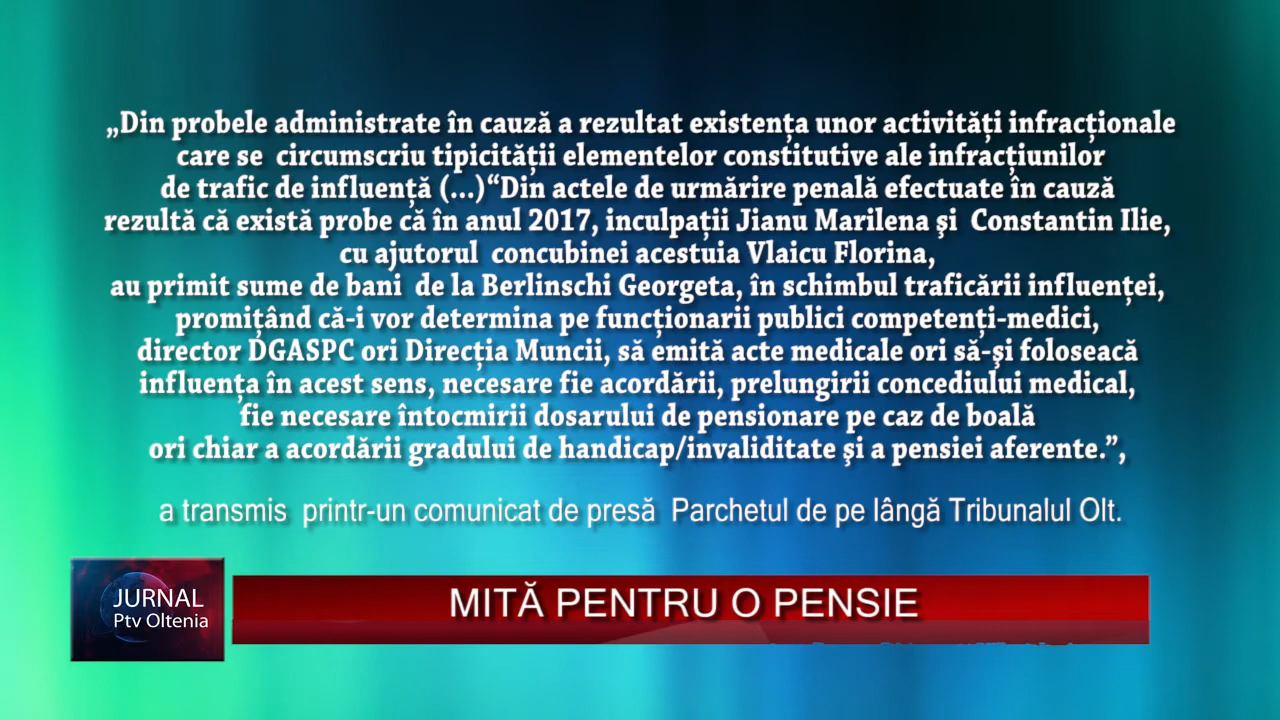 „Din probele administrate în cauză a rezultat existența unor activități infracționale
care se circumscriu tipicității elementelor constitutive ale infracțiunilor
de trafic de influență (...)“Din actele de urmărire penală efectuate în cauză
rezultă că există probe că în anul 2017, inculpații Jianu Marilena şi Constantin Ilie,
cu ajutorul concubinei acestuia Vlaicu Florina,
au primit sume de bani de la Berlinschi Georgeta, în schimbul traficării influenței,
promițând că-i vor determina pe funcționarii publici competenți-medici,
director DGASPC ori Direcția Muncii, să emită acte medicale ori să-şi foloseacă
influența în acest sens, necesare fie acordării, prelungirii concediului medical,
fie necesare întocmirii dosarului de pensionare pe caz de boală
ori chiar a acordării gradului de handicap/invaliditate şi a pensiei aferente.”,
a transmis printr-un comunicat de presă Parchetul de pe lângă Tribunalul Olt.
MITĂ PENTRU O PENSIE
JURNAL
Ptv Oltenia